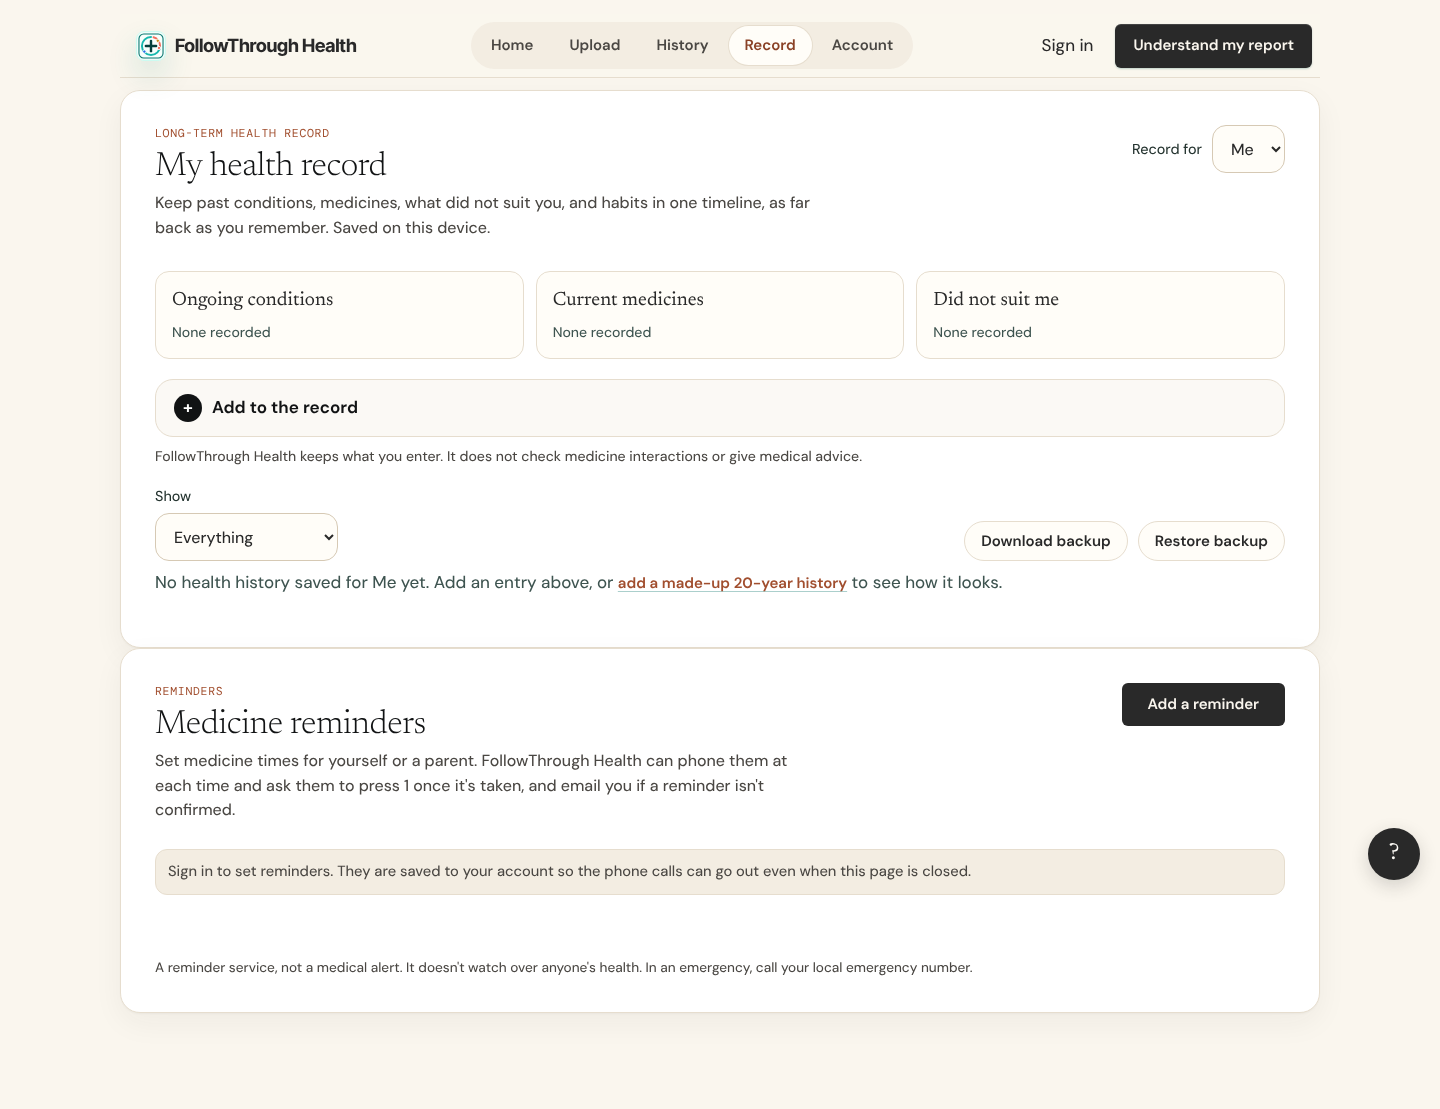 FollowThrough Health
Home
Upload
History
Record
Account
Sign in
Understand my report
LONG-TERM HEALTH RECORD
My health record
Record for
Me
Keep past conditions, medicines, what did not suit you, and habits in one timeline, as far
back as you remember. Saved on this device.
Ongoing conditions
None recorded
Current medicines
None recorded
Did not suit me
None recorded
+ Add to the record
FollowThrough Health keeps what you enter. It does not check medicine interactions or give medical advice.
Show
Everything
Download backup
Restore backup
No health history saved for Me yet. Add an entry above, or add a made-up 20-year history to see how it looks.
REMINDERS
Medicine reminders
Add a reminder
Set medicine times for yourself or a parent. FollowThrough Health can phone them at
each time and ask them to press 1 once it's taken, and email you if a reminder isn't
confirmed.
?
Sign in to set reminders. They are saved to your account so the phone calls can go out even when this page is closed.
A reminder service, not a medical alert. It doesn't watch over anyone's health. In an emergency, call your local emergency number.